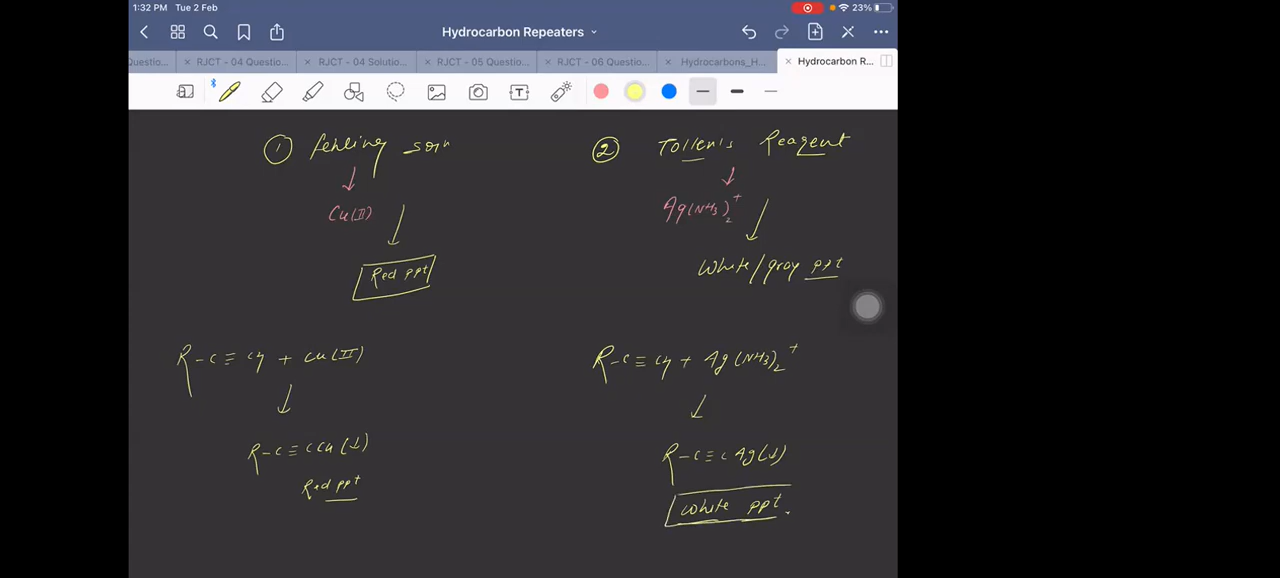 1:32 PM Tue 2 Feb
23%
Hydrocarbon Repeaters
Questio...
RJCT - 04 Questio...
RJCT - 04 Solutio...
RJCT - 05 Questio...
RJCT - 06 Questio...
Hydrocarbons_H...
Hydrocarbon R...
① Fehling soln
↓
Cu(II)
↓
Red ppt
② Tollens Reagent
↓
Ag(NH3)2+
↓
White/gray ppt
R-C≡CH + Cu(II)
↓
R-C≡CCu(↓)
Red ppt
R-C≡CH + Ag(NH3)2+
↓
R-C≡CAg(↓)
White ppt.